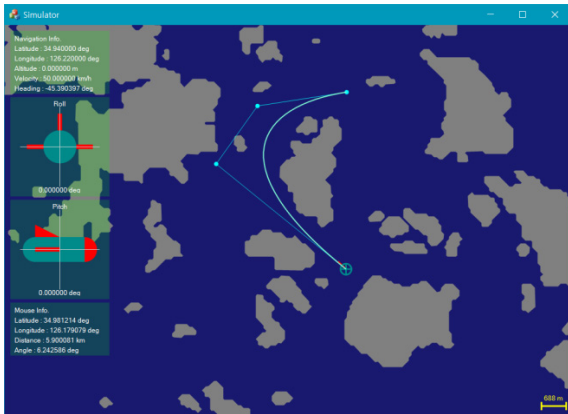 Simulator
Navigation Info.
Latitude : 34.940000 deg
Longitude : 126.220000 deg
Altitude : 0.000000 m
Velocity : 50.000000 km/h
Heading : -45.390397 deg
Roll
0.000000 deg
Pitch
0.000000 deg
Mouse Info.
Latitude : 34.981214 deg
Longitude : 126.179079 deg
Distance : 5.900081 km
Angle : 6.242586 deg
688 m